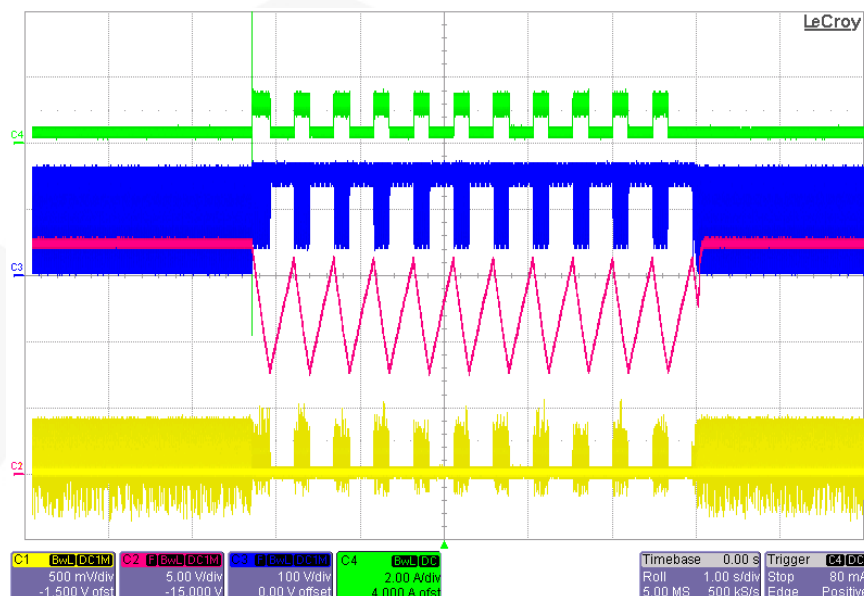 LeCroy
C4
C3
C2
C1 BwL DC1M
500 mV/div
-1.500 V ofst
C2 F BwL DC1M
5.00 V/div
-15.000 V
C3 F BwL DC1M
100 V/div
0.00 V offset
C4 BwL DC
2.00 A/div
4.000 A ofst
Timebase 0.00 s
Roll 1.00 s/div
5.00 MS 500 kS/s
Trigger C4 DC
Stop 80 mA
Edge Positive